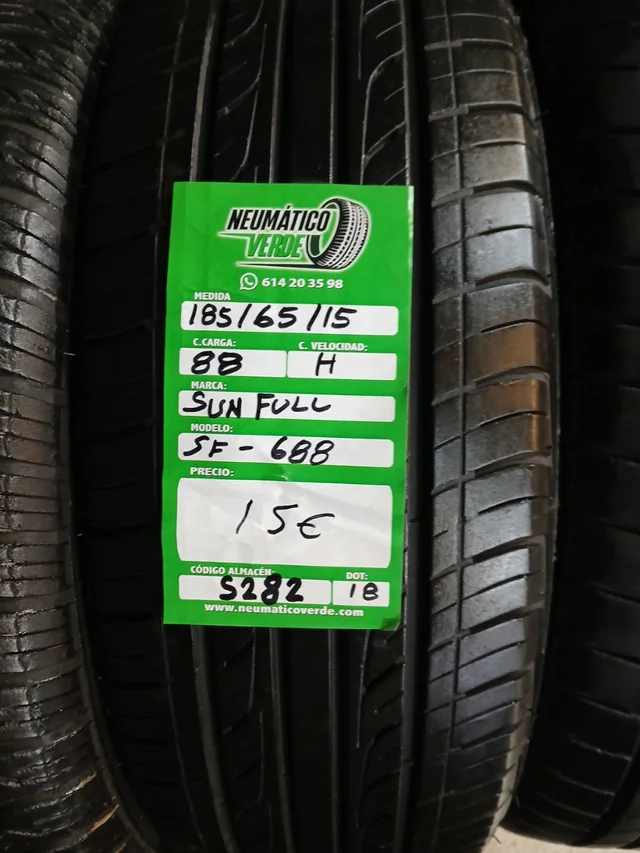 NEUMÁTICO
VERDE
614 20 35 98
MEDIDA
185/65/15
C.CARGA: C. VELOCIDAD:
88 H
MARCA:
SUN FULL
MODELO:
SF - 688
PRECIO:
15€
CÓDIGO ALMACÉN: DOT:
S282 18
www.neumaticoverde.com